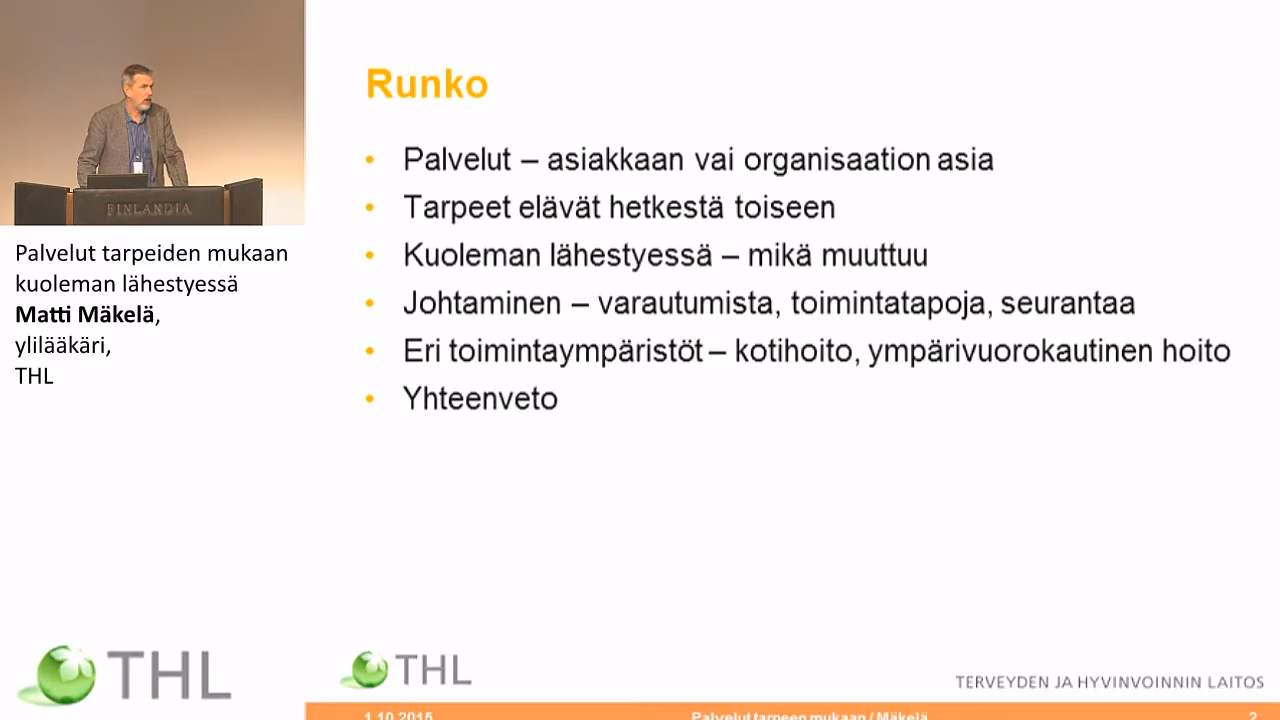 FINLANDIA
Palvelut tarpeiden mukaan
kuoleman lähestyessä
Matti Mäkelä,
ylilääkäri,
THL
THL
Runko
• Palvelut – asiakkaan vai organisaation asia
• Tarpeet elävät hetkestä toiseen
• Kuoleman lähestyessä – mikä muuttuu
• Johtaminen – varautumista, toimintatapoja, seurantaa
• Eri toimintaympäristöt – kotihoito, ympärivuorokautinen hoito
• Yhteenveto
THL
TERVEYDEN JA HYVINVOINNIN LAITOS
1.10.2015 Palvelut tarpeen mukaan / Mäkelä 2